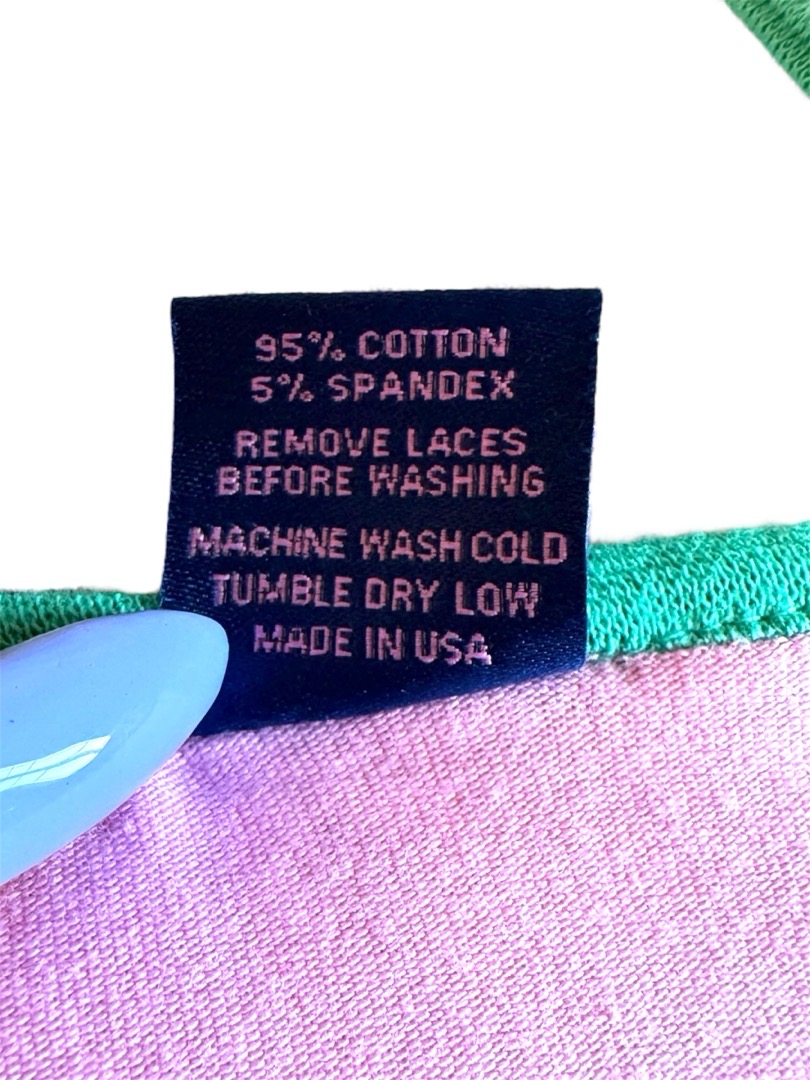 95% COTTON
5% SPANDEX
REMOVE LACES
BEFORE WASHING
MACHINE WASH COLD
TUMBLE DRY LOW
MADE IN USA